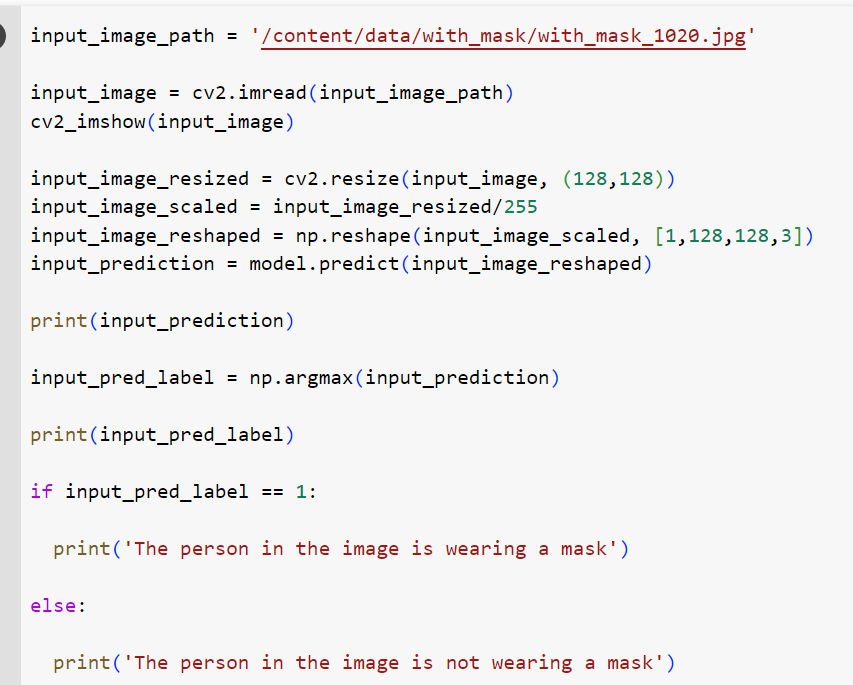 input_image_path = '/content/data/with_mask/with_mask_1020.jpg'
input_image = cv2.imread(input_image_path)
cv2_imshow(input_image)
input_image_resized = cv2.resize(input_image, (128,128))
input_image_scaled = input_image_resized/255
input_image_reshaped = np.reshape(input_image_scaled, [1,128,128,3])
input_prediction = model.predict(input_image_reshaped)
print(input_prediction)
input_pred_label = np.argmax(input_prediction)
print(input_pred_label)
if input_pred_label == 1:
  print('The person in the image is wearing a mask')
else:
  print('The person in the image is not wearing a mask')